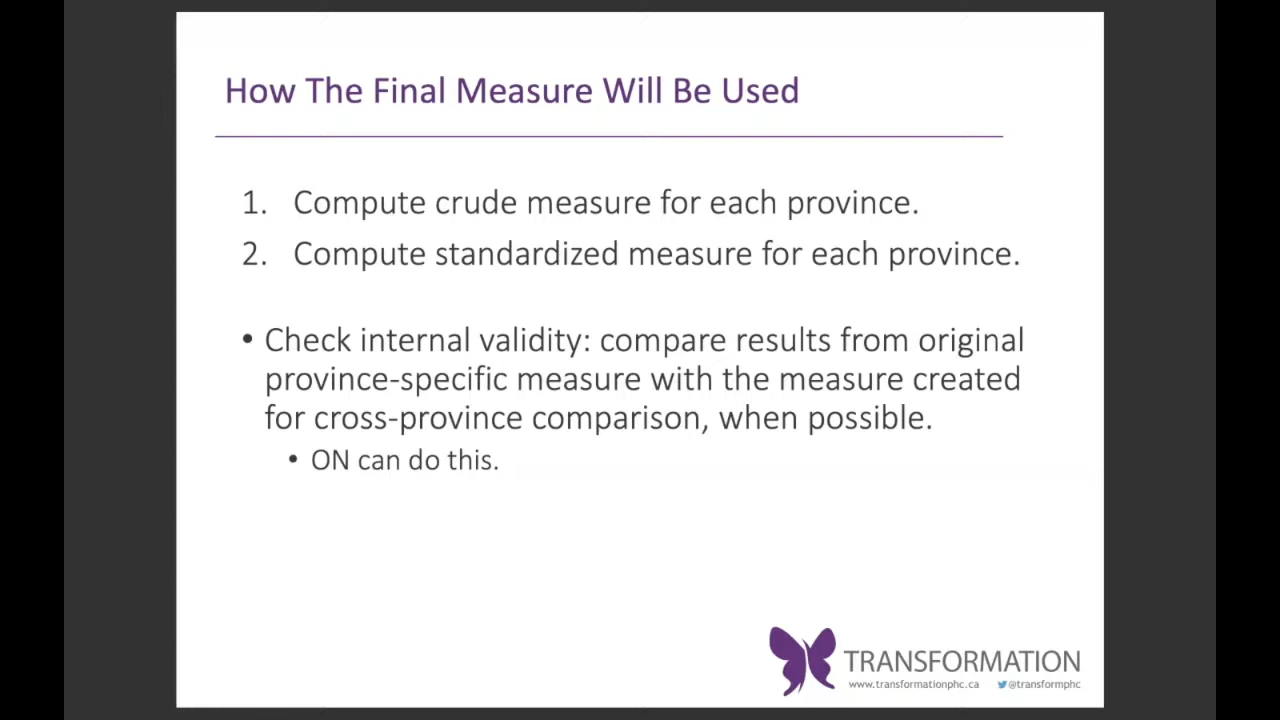 How The Final Measure Will Be Used
1. Compute crude measure for each province.
2. Compute standardized measure for each province.
• Check internal validity: compare results from original
province-specific measure with the measure created
for cross-province comparison, when possible.
• ON can do this.
TRANSFORMATION
www.transformationphc.ca @transformphc